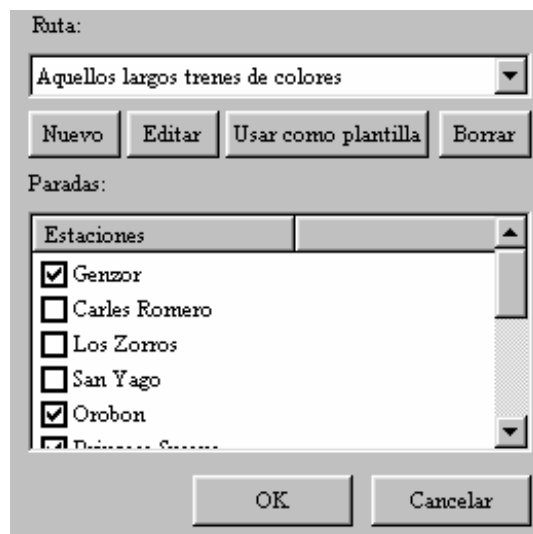 Ruta:
Aquellos largos trenes de colores
Nuevo Editar Usar como plantilla Borrar
Paradas:
Estaciones
Genzor
Carles Romero
Los Zorros
San Yago
Orobon
OK Cancelar